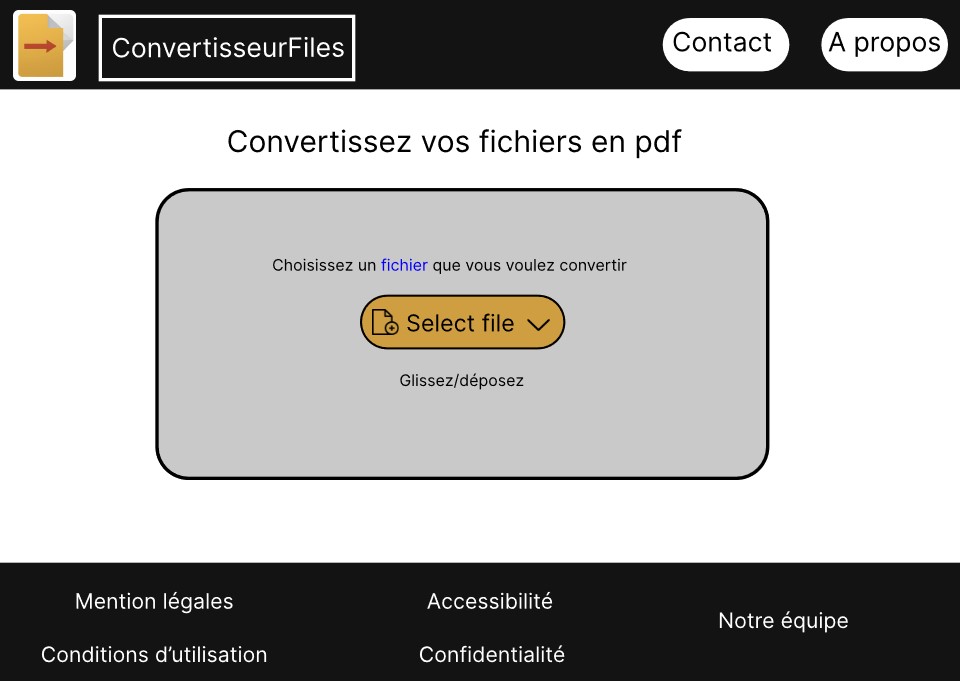 ConvertisseurFiles
Contact
A propos
Convertissez vos fichiers en pdf
Choisissez un fichier que vous voulez convertir
Select file
Glissez/déposez
Mention légales
Accessibilité
Notre équipe
Conditions d’utilisation
Confidentialité